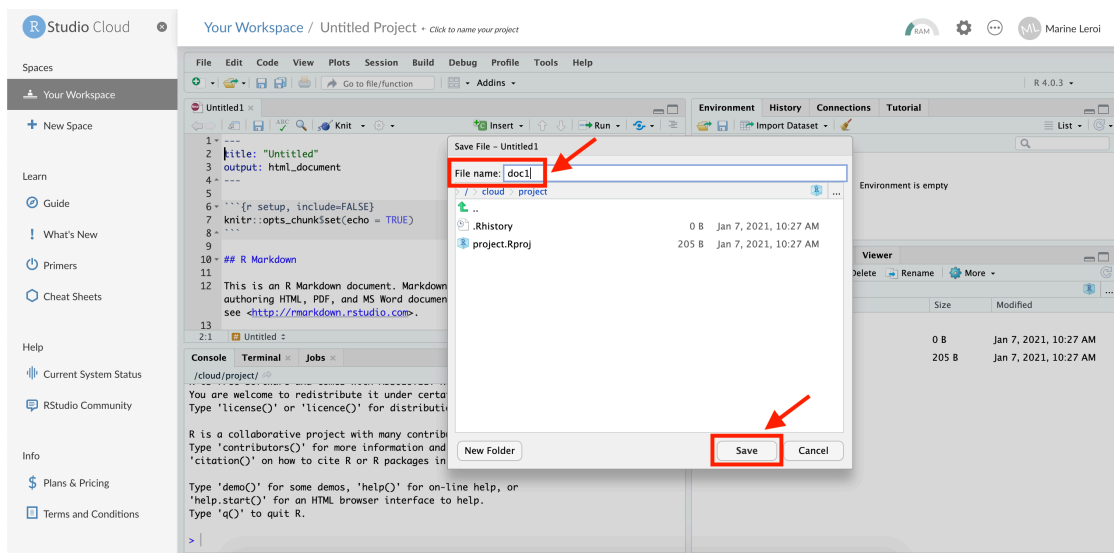 R Studio Cloud
Your Workspace / Untitled Project + Click to name your project
RAM
ML Marine Leroi
Spaces
Your Workspace
New Space
Learn
Guide
What's New
Primers
Cheat Sheets
Help
Current System Status
RStudio Community
Info
Plans & Pricing
Terms and Conditions
File Edit Code View Plots Session Build Debug Profile Tools Help
Go to file/function
Addins
R 4.0.3
Untitled1
ABC Knit Insert Run
1 ---
2 title: "Untitled"
3 output: html_document
4 ---
5
6 ```{r setup, include=FALSE}
7 knitr::opts_chunk$set(echo = TRUE)
8 ```
9
10 ## R Markdown
11
12 This is an R Markdown document. Markdown
authoring HTML, PDF, and MS Word documen
see <http://rmarkdown.rstudio.com>.
13
2:1 Untitled
Console Terminal Jobs
/cloud/project/
You are welcome to redistribute it under certa
Type 'license()' or 'licence()' for distributi
R is a collaborative project with many contrib
Type 'contributors()' for more information and
'citation()' on how to cite R or R packages in
Type 'demo()' for some demos, 'help()' for on-line help, or
'help.start()' for an HTML browser interface to help.
Type 'q()' to quit R.
>
Save File – Untitled1
File name: doc1
/ cloud project R ...
..
.Rhistory 0 B Jan 7, 2021, 10:27 AM
project.Rproj 205 B Jan 7, 2021, 10:27 AM
New Folder Save Cancel
Environment History Connections Tutorial
Import Dataset List
Environment is empty
Viewer
Delete Rename More
R ...
Size Modified
0 B Jan 7, 2021, 10:27 AM
205 B Jan 7, 2021, 10:27 AM